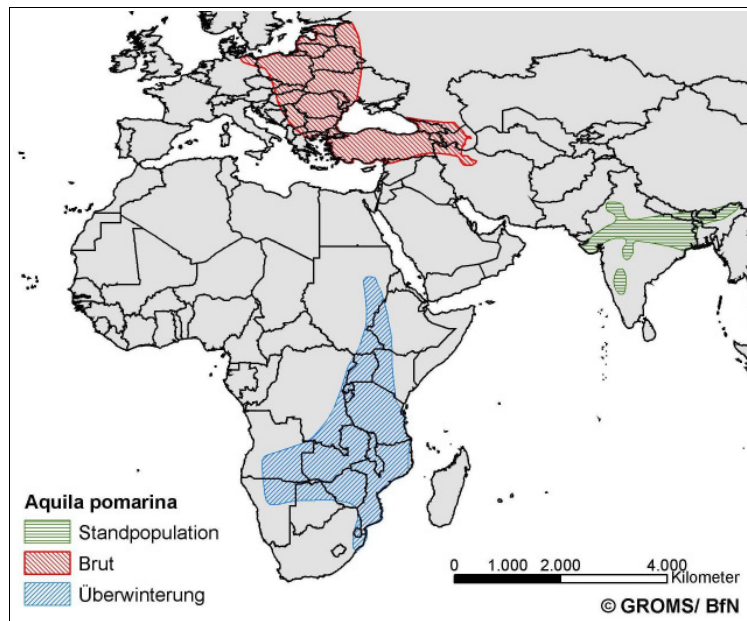 Aquila pomarina
Standpopulation
Brut
Überwinterung
0 1.000 2.000 4.000
Kilometer
© GROMS/ BfN